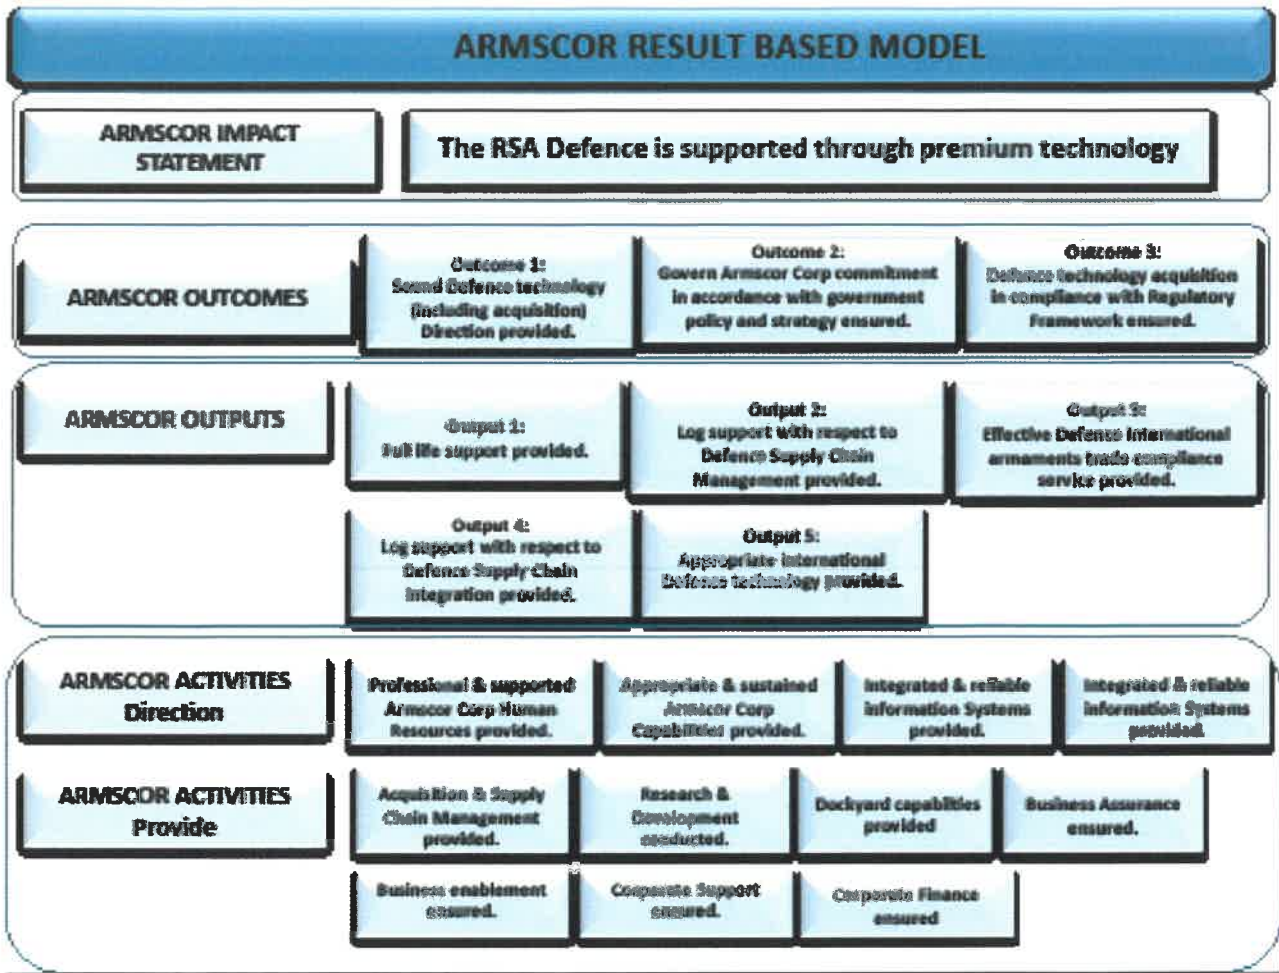 ARMSCOR RESULT BASED MODEL
ARMSCOR IMPACT
STATEMENT
The RSA Defence is supported through premium technology
ARMSCOR OUTCOMES
Outcome 1:
Sound Defence technology
(including acquisition)
Direction provided.
Outcome 2:
Govern Armscor Corp commitment
in accordance with government
policy and strategy ensured.
Outcome 3:
Defence technology acquisition
in compliance with Regulatory
Framework ensured.
ARMSCOR OUTPUTS
Output 1:
Full life support provided.
Output 2:
Log support with respect to
Defence Supply Chain
Management provided.
Output 3:
Effective Defence International
armaments trade compliance
service provided.
Output 4:
Log support with respect to
Defence Supply Chain
Integration provided.
Output 5:
Appropriate international
Defence technology provided.
ARMSCOR ACTIVITIES
Direction
Professional & supported
Armscor Corp Human
Resources provided.
Appropriate & sustained
Armscor Corp
Capabilities provided.
Integrated & reliable
information Systems
provided.
Integrated & reliable
information Systems
provided.
ARMSCOR ACTIVITIES
Provide
Acquisition & Supply
Chain Management
provided.
Research &
Development
conducted.
Dockyard capabilties
provided
Business Assurance
ensured.
Business enablement
ensured.
Corporate Support
ensured.
Corporate Finance
ensured